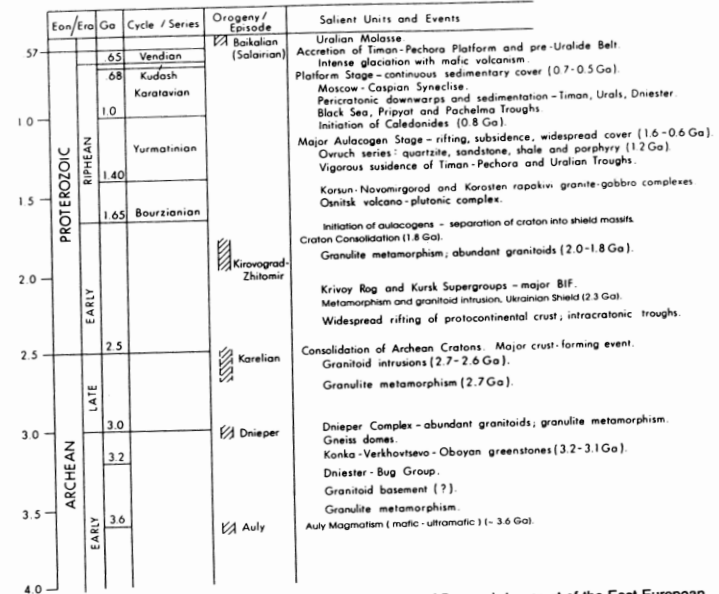 Eon/Era Ga Cycle / Series Orogeny / Episode Salient Units and Events
Baikalian (Salairian)
Uralian Molasse.
57
Accretion of Timan-Pechora Platform and pre-Uralide Belt.
.65 Vendian
Intense glaciation with mafic volcanism.
.68 Kudash
Platform Stage – continuous sedimentary cover (0.7-0.5 Ga).
Karatavian
Moscow - Caspian Syneclise.
Pericratonic downwarps and sedimentation – Timan, Urals, Dniester.
1.0
Black Sea, Pripyat and Pachelma Troughs.
1 0
Initiation of Caledonides (0.8 Ga).
Major Aulacogen Stage – rifting, subsidence, widespread cover (1.6 -0.6 Ga).
Yurmatinian
Ovruch series: quartzite, sandstone, shale and porphyry (1.2 Ga).
Vigorous susidence of Timan-Pechora and Uralian Troughs.
1.40
Korsun-Novomirgorod and Korosten rapakivi granite-gabbro complexes
1.5
Osnitsk volcano - plutonic complex.
1.65 Bourzianian
Initiation of aulacogens – separation of craton into shield massifs.
Craton Consolidation (1.8 Ga).
Granulite metamorphism; abundant granitoids (2.0-1.8 Ga).
Kirovograd-
Zhitomir
2.0
Krivoy Rog and Kursk Supergroups – major BIF.
Metamorphism and granitoid intrusion, Ukrainian Shield (2.3 Ga).
Widespread rifting of protocontinental crust; intracratonic troughs.
PROTEROZOIC
RIPHEAN
EARLY
2.5
2.5
Karelian
Consolidation of Archean Cratons. Major crust-forming event.
Granitoid intrusions (2.7-2.6 Ga).
Granulite metamorphism (2.7 Ga).
3.0
3.0
Dnieper
Dnieper Complex – abundant granitoids; granulite metamorphism.
Gneiss domes.
3.2
Konka-Verkhovtsevo-Oboyan greenstones (3.2-3.1 Ga).
Dniester - Bug Group.
Granitoid basement (?).
3.5
Granulite metamorphism.
3.6
Auly
Auly Magmatism (mafic - ultramafic) (~ 3.6 Ga).
ARCHEAN
LATE
EARLY
4.0
of the East European